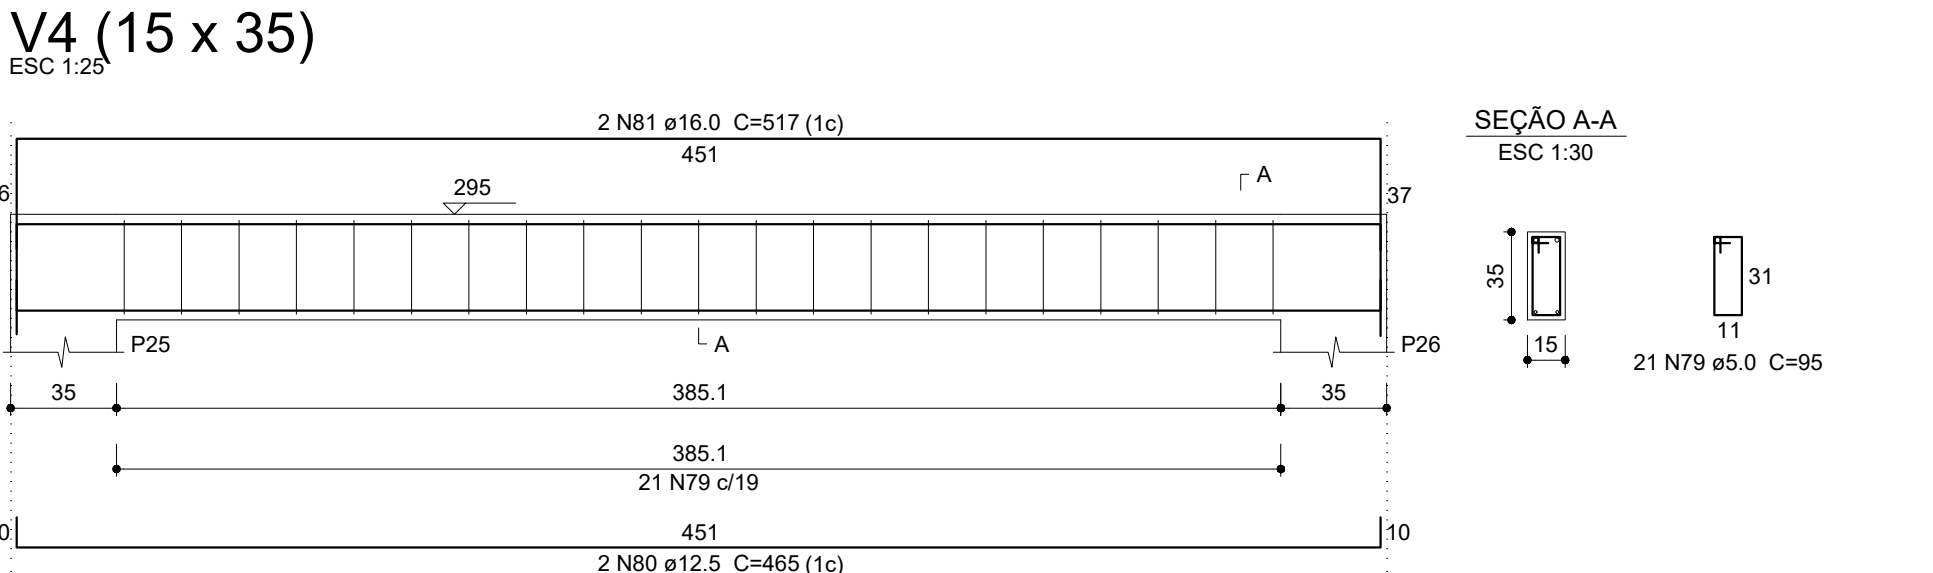 V4 (15 x 35)
ESC 1:25
2 N81 ø16.0 C=517 (1c)
451
SEÇÃO A-A
ESC 1:30
A
295
6
37
35
31
11
15
21 N79 ø5.0 C=95
P25
A
P26
35
385.1
35
385.1
21 N79 c/19
0
451
10
2 N80 ø12.5 C=465 (1c)